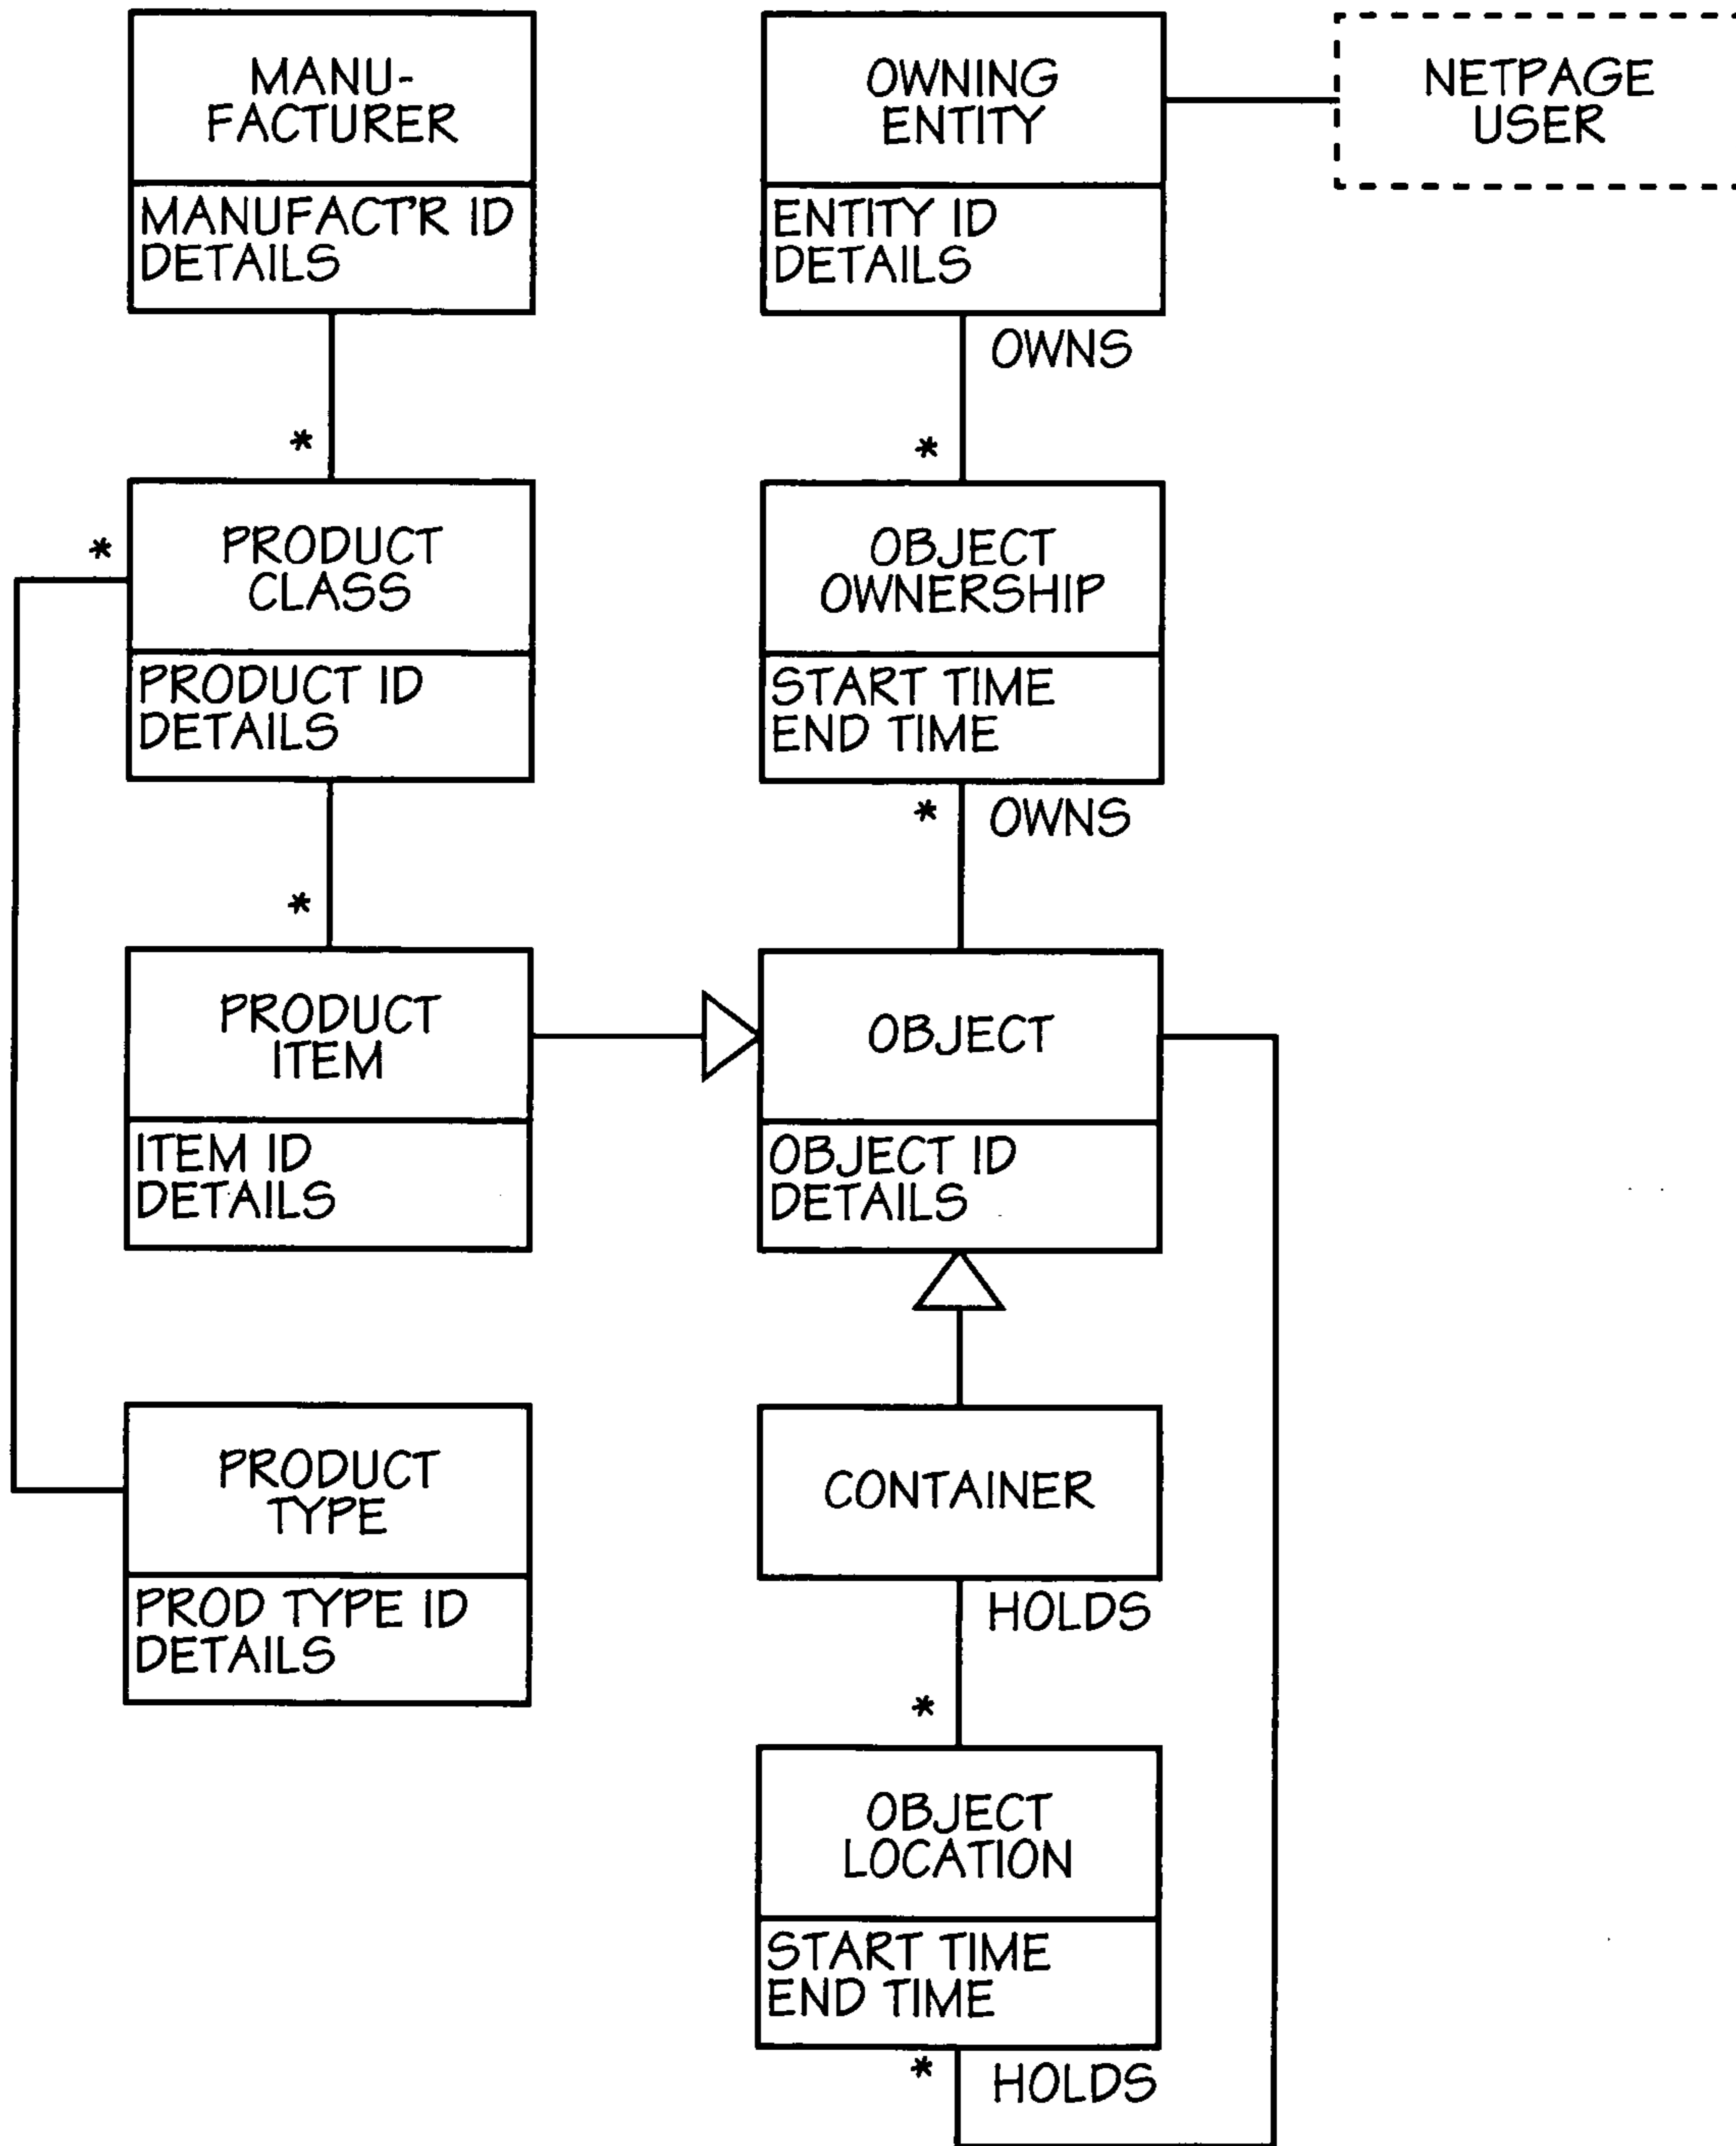 MANU-
FACTURER
MANUFACT'R ID
DETAILS
*
*
PRODUCT
CLASS
PRODUCT ID
DETAILS
*
PRODUCT
ITEM
ITEM ID
DETAILS
PRODUCT
TYPE
PROD TYPE ID
DETAILS
OWNING
ENTITY
ENTITY ID
DETAILS
NETPAGE
USER
OWNS
*
OBJECT
OWNERSHIP
START TIME
END TIME
* OWNS
OBJECT
OBJECT ID
DETAILS
CONTAINER
HOLDS
*
OBJECT
LOCATION
START TIME
END TIME
* HOLDS